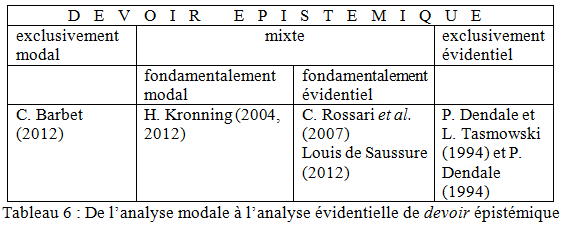 D E V O I R E P I S T E M I Q U E
exclusivement
modal
mixte
exclusivement
évidentiel
fondamentalement
modal
fondamentalement
évidentiel
C. Barbet
(2012)
H. Kronning (2004,
2012)
C. Rossari et al.
(2007)
Louis de Saussure
(2012)
P. Dendale et
L. Tasmowski
(1994) et P.
Dendale
(1994)
Tableau 6 : De l’analyse modale à l’analyse évidentielle de devoir épistémique